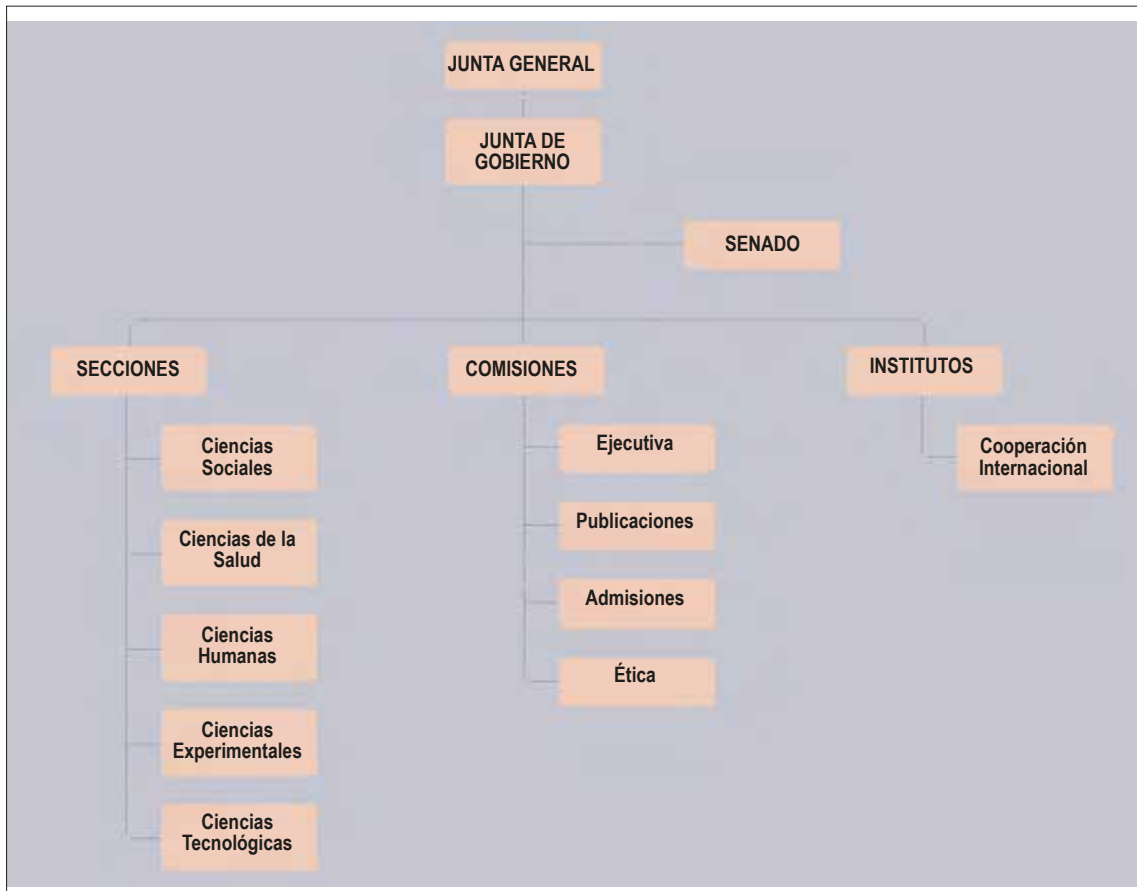 JUNTA GENERAL
JUNTA DE
GOBIERNO
SENADO
SECCIONES
COMISIONES
INSTITUTOS
Ciencias
Sociales
Ciencias de la
Salud
Ciencias
Humanas
Ciencias
Experimentales
Ciencias
Tecnológicas
Ejecutiva
Publicaciones
Admisiones
Ética
Cooperación
Internacional